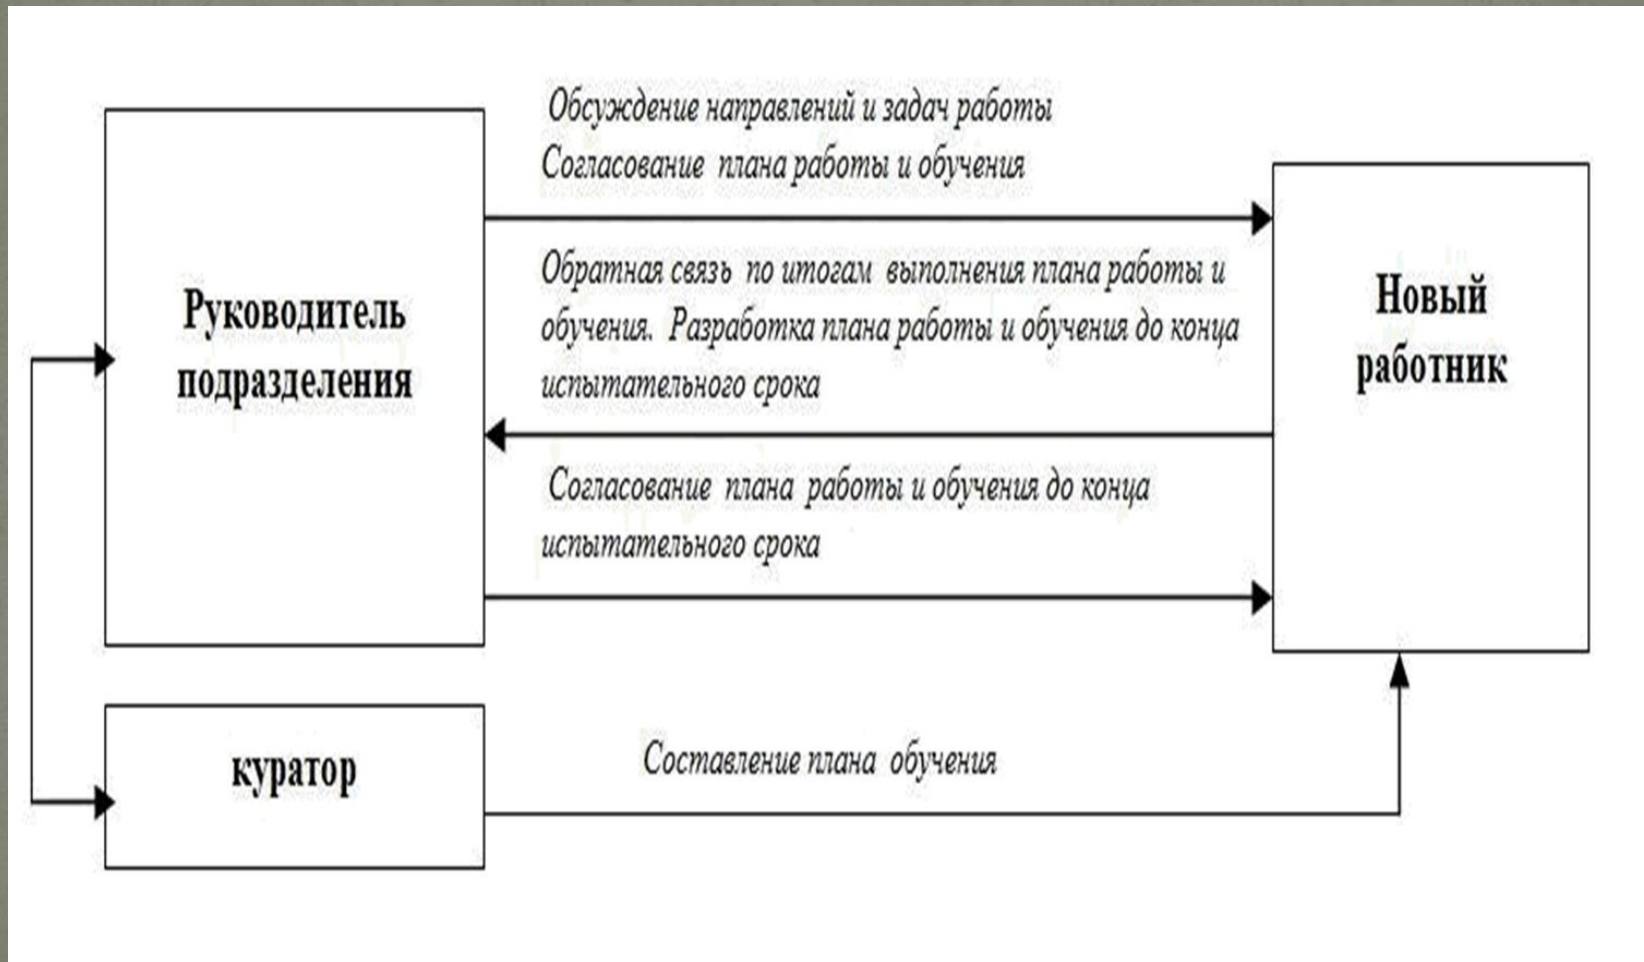 Обсуждение направлений и задач работы
Согласование плана работы и обучения
Обратная связь по итогам выполнения плана работы и
обучения. Разработка плана работы и обучения до конца
испытательного срока
Согласование плана работы и обучения до конца
испытательного срока
Руководитель
подразделения
Новый
работник
куратор
Составление плана обучения